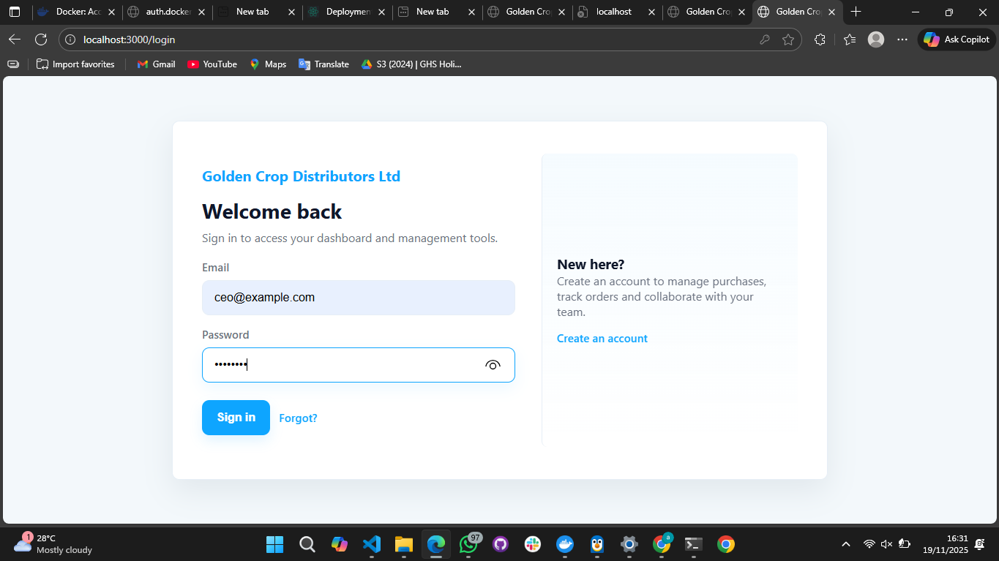 Docker: Acc
auth.docker
New tab
Deploymen
New tab
Golden Cro
localhost
Golden Cro
Golden Cro
localhost:3000/login
Ask Copilot
Import favorites
Gmail
YouTube
Maps
Translate
S3 (2024) | GHS Holi...
Golden Crop Distributors Ltd
Welcome back
Sign in to access your dashboard and management tools.
Email
ceo@example.com
Password
••••••••
Sign in
Forgot?
New here?
Create an account to manage purchases,
track orders and collaborate with your
team.
Create an account
1
28°C
Mostly cloudy
97
a
16:31
19/11/2025